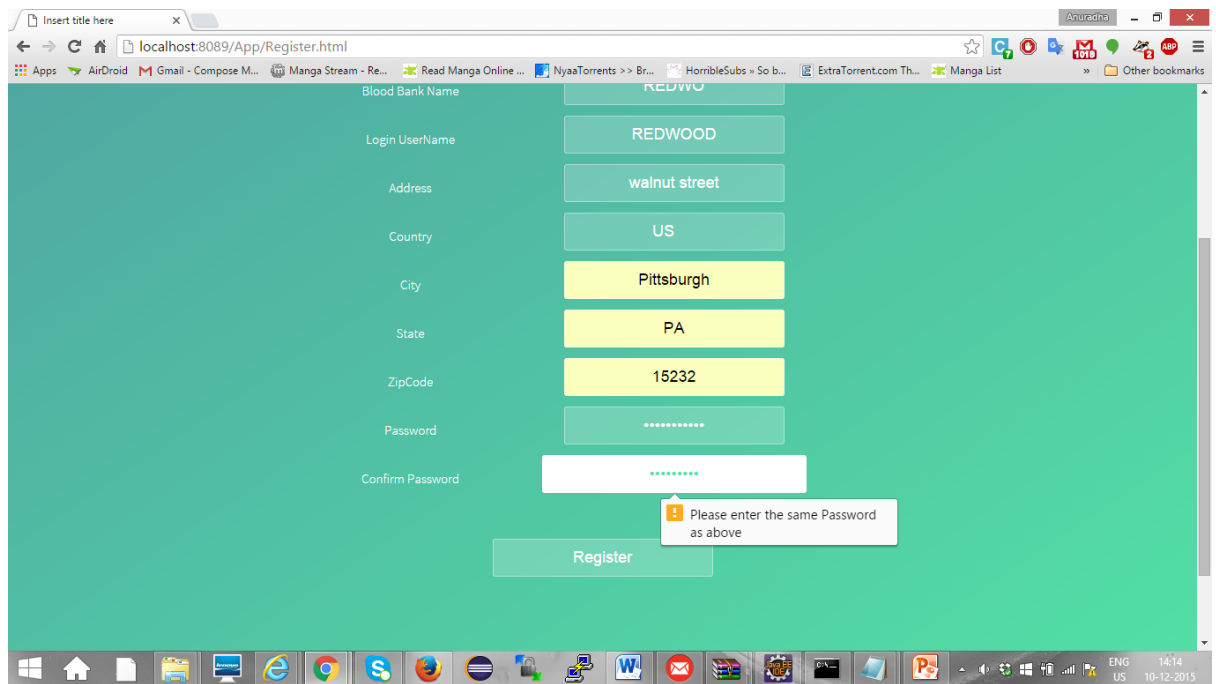 Insert title here
Anuradha
localhost:8089/App/Register.html
Apps AirDroid Gmail - Compose M... Manga Stream - Re... Read Manga Online ... NyaaTorrents >> Br... HorribleSubs » So b... ExtraTorrent.com Th... Manga List » Other bookmarks
Blood Bank Name REDWO
Login UserName REDWOOD
Address walnut street
Country US
City Pittsburgh
State PA
ZipCode 15232
Password •••••••••••
Confirm Password •••••••••
Please enter the same Password
as above
Register
ENG 14:14
US 10-12-2015